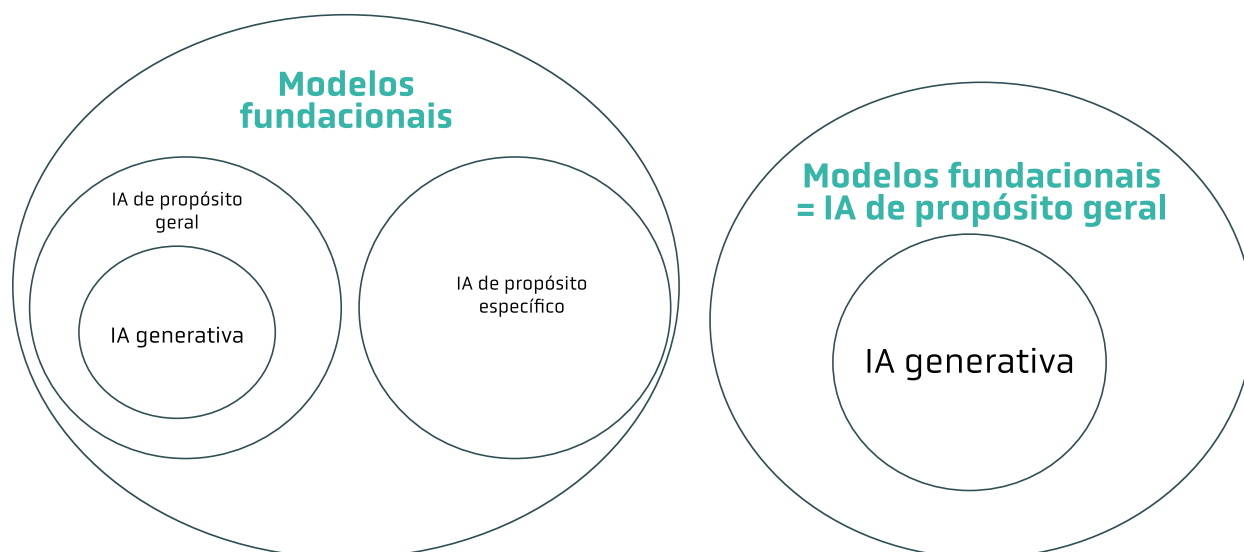 Modelos
fundacionais
IA de propósito
geral
IA generativa
IA de propósito
específico
Modelos fundacionais
= IA de propósito geral
IA generativa